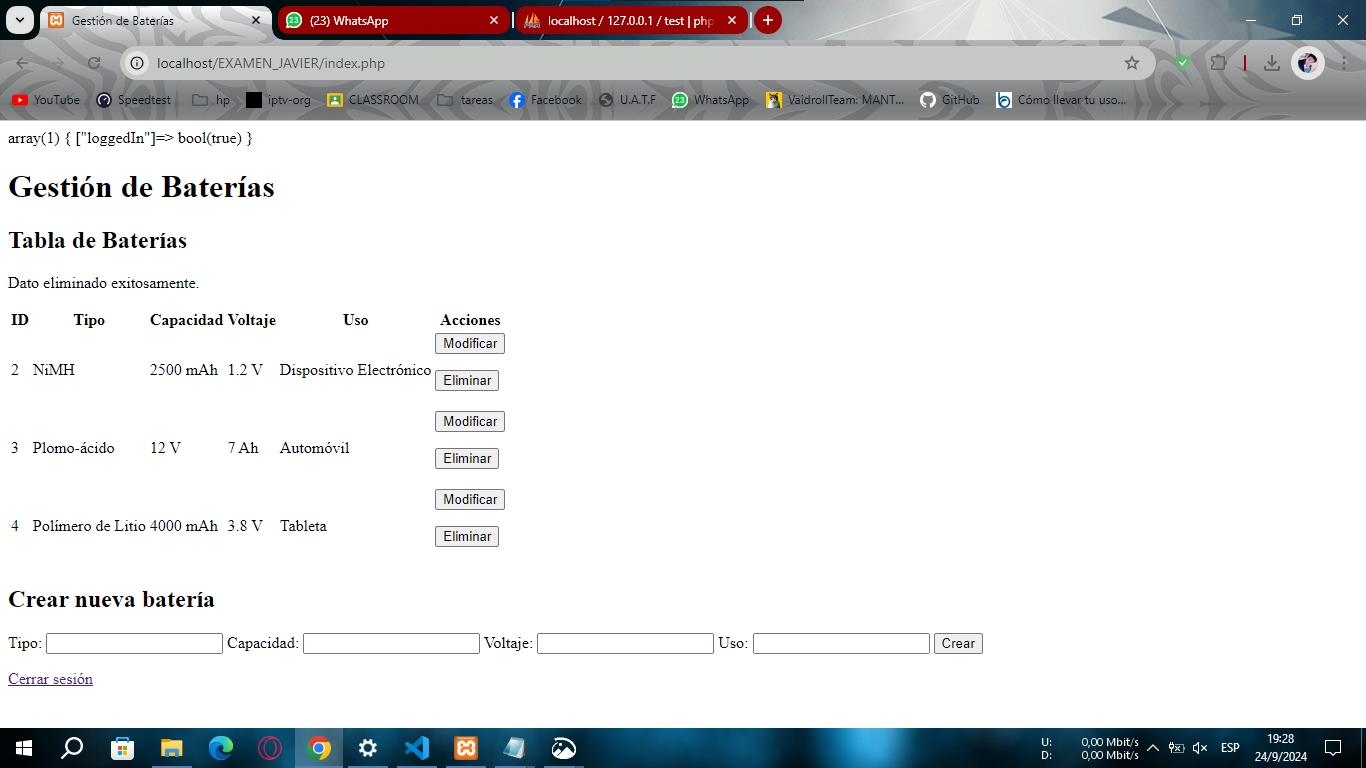 Gestión de Baterías
(23) WhatsApp
localhost / 127.0.0.1 / test | php
localhost/EXAMEN_JAVIER/index.php
YouTube
Speedtest
hp
iptv-org
CLASSROOM
tareas
Facebook
U.A.T.F
23
WhatsApp
VaidrollTeam: MANT...
GitHub
Cómo llevar tu uso...
array(1) { ["loggedIn"]=> bool(true) }
Gestión de Baterías
Tabla de Baterías
Dato eliminado exitosamente.
ID Tipo Capacidad Voltaje Uso Acciones
Modificar
2 NiMH 2500 mAh 1.2 V Dispositivo Electrónico
Eliminar
Modificar
3 Plomo-ácido 12 V 7 Ah Automóvil
Eliminar
Modificar
4 Polímero de Litio 4000 mAh 3.8 V Tableta
Eliminar
Crear nueva batería
Tipo: Capacidad: Voltaje: Uso: Crear
Cerrar sesión
U: 0,00 Mbit/s
D: 0,00 Mbit/s
ESP
19:28
24/9/2024